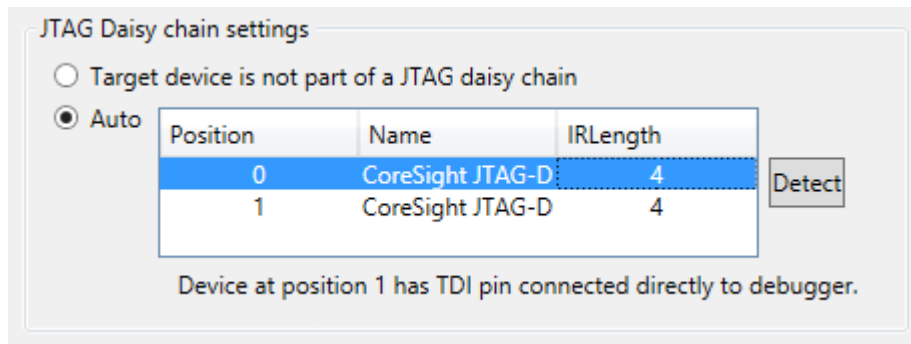 JTAG Daisy chain settings
Target device is not part of a JTAG daisy chain
Auto
Position Name IRLength
0 CoreSight JTAG-D 4
Detect
1 CoreSight JTAG-D 4
Device at position 1 has TDI pin connected directly to debugger.